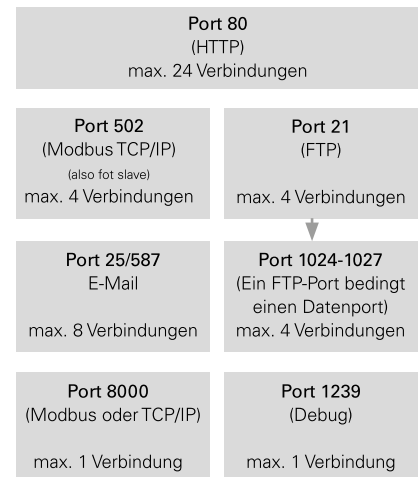 Port 80
(HTTP)
max. 24 Verbindungen
Port 502
(Modbus TCP/IP)
(also fot slave)
max. 4 Verbindungen
Port 21
(FTP)
max. 4 Verbindungen
Port 25/587
E-Mail
max. 8 Verbindungen
Port 1024-1027
(Ein FTP-Port bedingt
einen Datenport)
max. 4 Verbindungen
Port 8000
(Modbus oder TCP/IP)
max. 1 Verbindung
Port 1239
(Debug)
max. 1 Verbindung